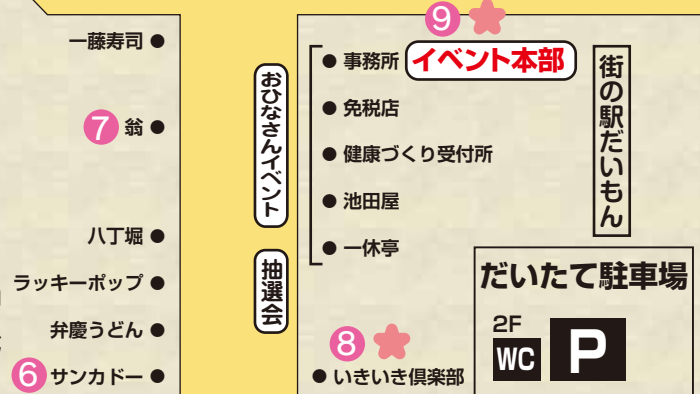 一藤寿司
⑦ 翁
八丁堀
ラッキーポップ
弁慶うどん
⑥ サンカドー
おひなさんイベント
抽選会
⑨
事務所 イベント本部
免税店
健康づくり受付所
池田屋
一休亭
⑧
いきいき倶楽部
街の駅だいもん
だいたて駐車場
2F
WC P